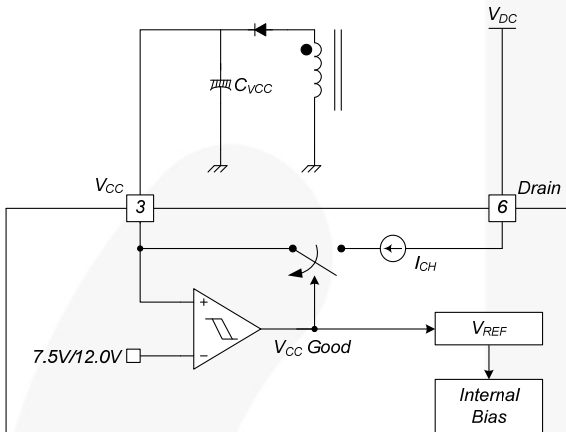 V_DC
C_VCC
V_CC
3
6
Drain
I_CH
+
7.5V/12.0V
−
V_CC Good
V_REF
Internal
Bias